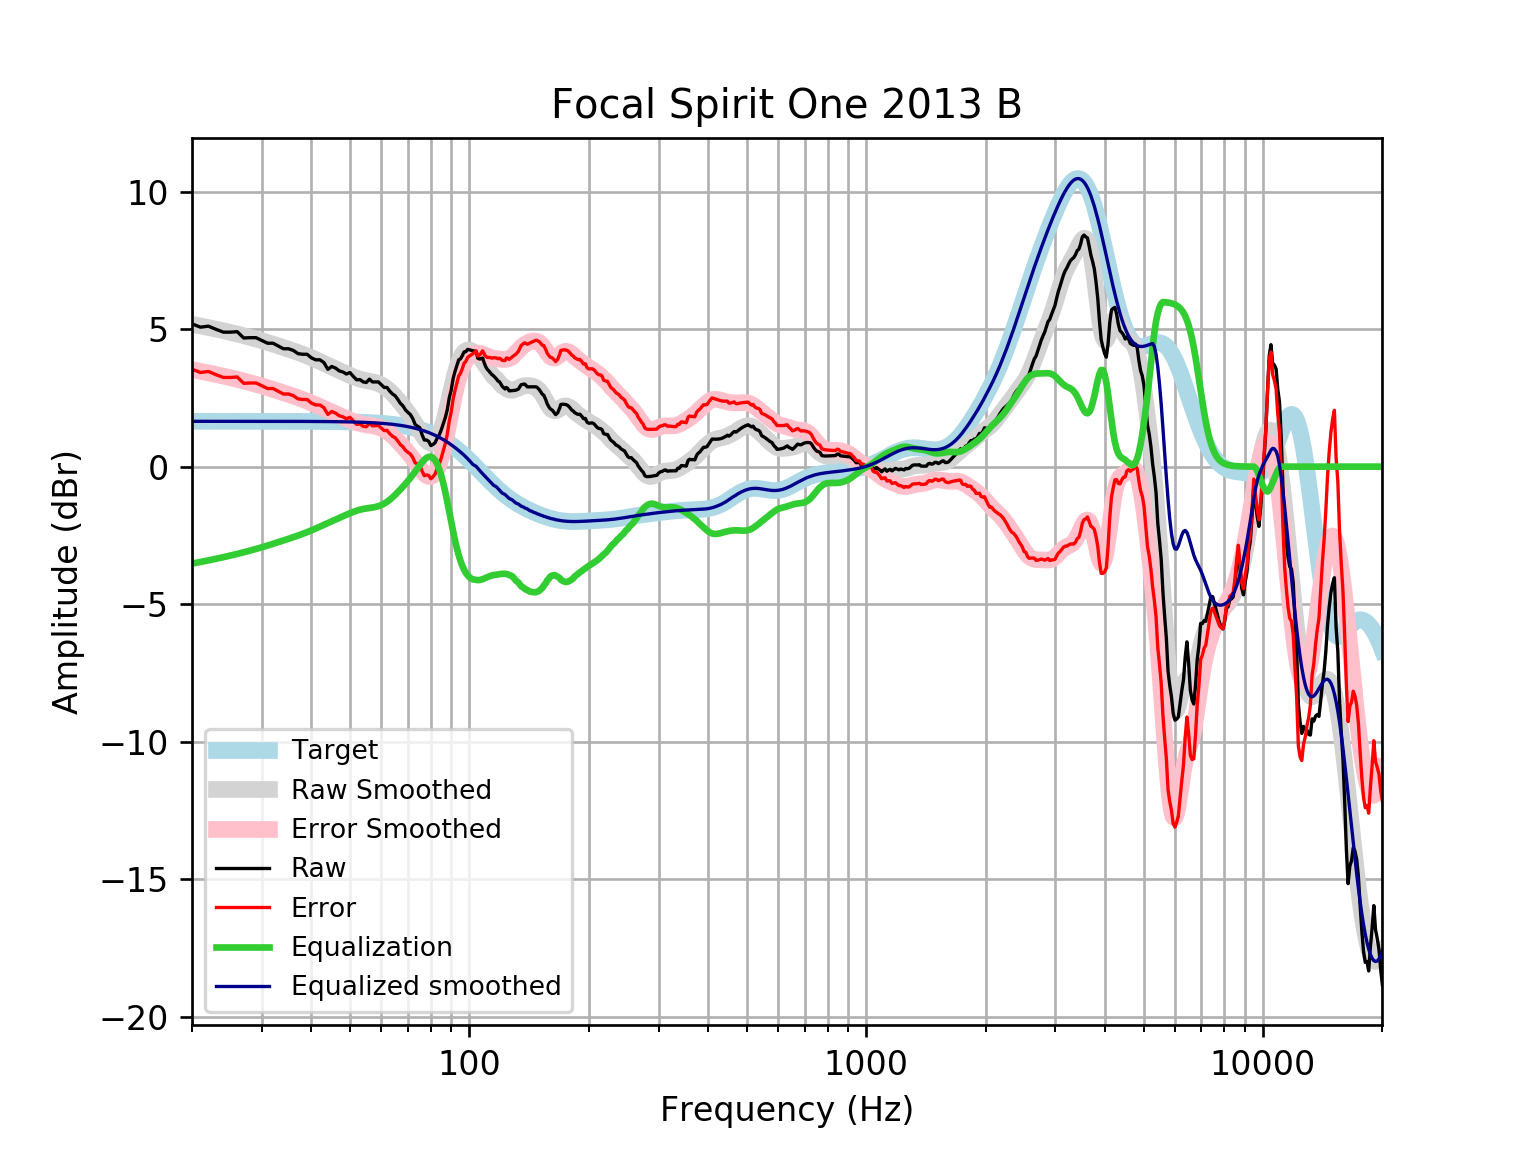 Focal Spirit One 2013 B
10
5
0
−5
−10
−15
−20
Amplitude (dBr)
Target
Raw Smoothed
Error Smoothed
Raw
Error
Equalization
Equalized smoothed
100
1000
10000
Frequency (Hz)